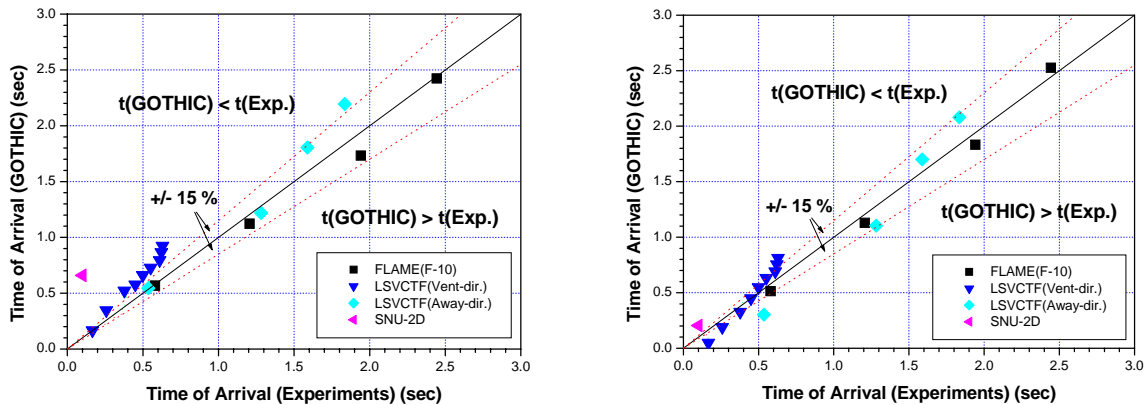 Time of Arrival (GOTHIC) (sec)
3.0
2.5
2.0
1.5
1.0
0.5
0.0
t(GOTHIC) < t(Exp.)
+/- 15 %
t(GOTHIC) > t(Exp.)
FLAME(F-10)
LSVCTF(Vent-dir.)
LSVCTF(Away-dir.)
SNU-2D
0.0 0.5 1.0 1.5 2.0 2.5 3.0
Time of Arrival (Experiments) (sec)
Time of Arrival (GOTHIC) (sec)
3.0
2.5
2.0
1.5
1.0
0.5
0.0
t(GOTHIC) < t(Exp.)
+/- 15 %
t(GOTHIC) > t(Exp.)
FLAME(F-10)
LSVCTF(Vent-dir.)
LSVCTF(Away-dir.)
SNU-2D
0.0 0.5 1.0 1.5 2.0 2.5 3.0
Time of Arrival (Experiments) (sec)